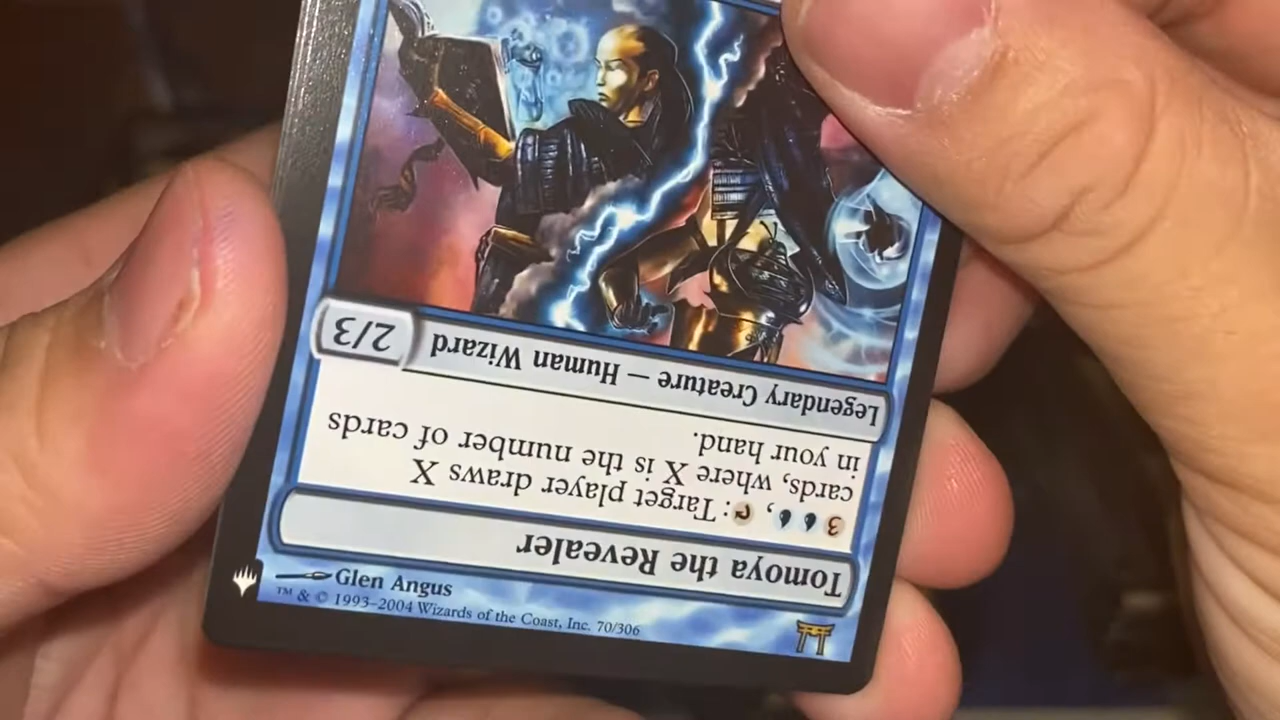 2/3
Legendary Creature — Human Wizard
3, : Target player draws X
cards, where X is the number of cards
in your hand.
Tomoya the Revealer
Glen Angus
™ & © 1993–2004 Wizards of the Coast, Inc. 70/306